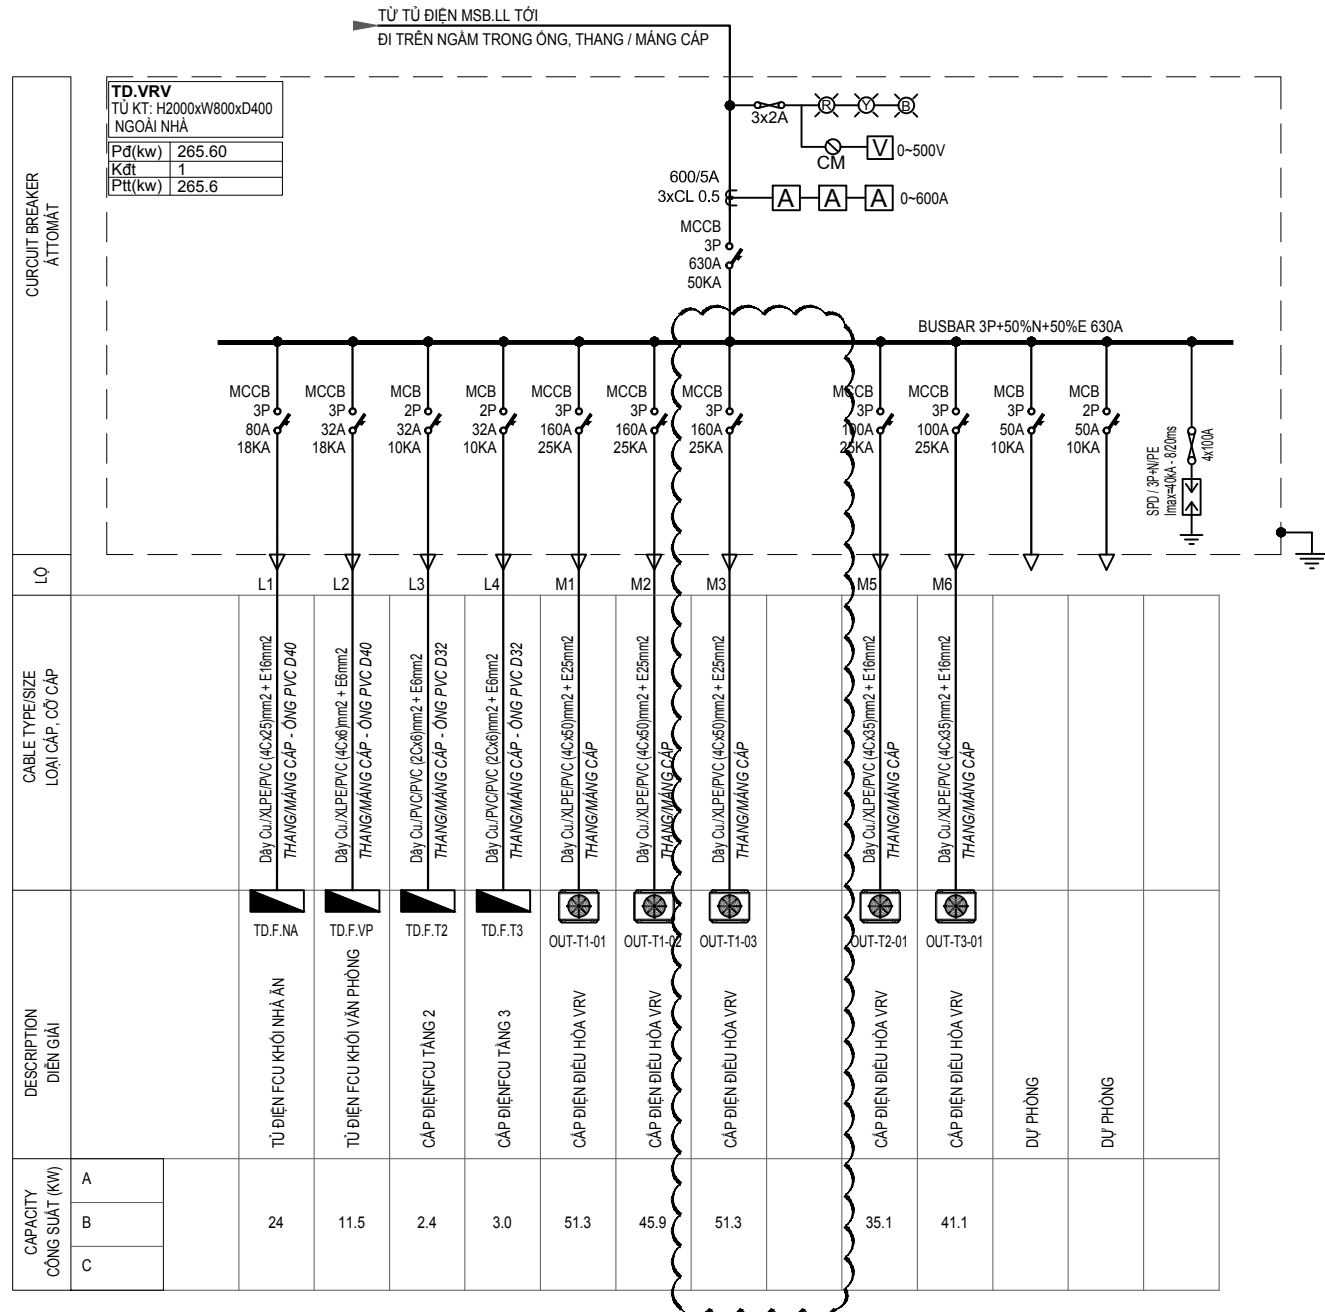 TỪ TỦ ĐIỆN MSB.LL TỚI
ĐI TRÊN NGẦM TRONG ỐNG, THANG / MÁNG CÁP
TD.VRV
TỦ KT: H2000xW800xD400
NGOÀI NHÀ
Pđ(kw) 265.60
Kđt 1
Ptt(kw) 265.6
CURCUIT BREAKER
ÁTTOMÁT
3x2A
R Y B
CM
V
0~500V
600/5A
3xCL 0.5
A A A
0~600A
MCCB
3P
630A
50KA
BUSBAR 3P+50%N+50%E 630A
MCCB
3P
80A
18KA
MCCB
3P
32A
18KA
MCB
2P
32A
10KA
MCB
2P
32A
10KA
MCCB
3P
160A
25KA
MCCB
3P
160A
25KA
MCCB
3P
160A
25KA
MCCB
3P
100A
25KA
MCCB
3P
100A
25KA
MCB
3P
50A
10KA
MCB
2P
50A
10KA
SPD / 3P+N/PE
Imax=40kA - 8/20ms
4x100A
LỘ
L1 L2 L3 L4 M1 M2 M3 M5 M6
CABLE TYPE/SIZE
LOẠI CÁP, CỠ CÁP
Dây Cu./XLPE/PVC (4Cx25)mm2 + E16mm2
THANG/MÁNG CÁP - ỐNG PVC D40
Dây Cu./XLPE/PVC (4Cx6)mm2 + E6mm2
THANG/MÁNG CÁP - ỐNG PVC D40
Dây Cu./PVC/PVC (2Cx6)mm2 + E6mm2
THANG/MÁNG CÁP - ỐNG PVC D32
Dây Cu./PVC/PVC (2Cx6)mm2 + E6mm2
THANG/MÁNG CÁP - ỐNG PVC D32
Dây Cu./XLPE/PVC (4Cx50)mm2 + E25mm2
THANG/MÁNG CÁP
Dây Cu./XLPE/PVC (4Cx50)mm2 + E25mm2
THANG/MÁNG CÁP
Dây Cu./XLPE/PVC (4Cx50)mm2 + E25mm2
THANG/MÁNG CÁP
Dây Cu./XLPE/PVC (4Cx35)mm2 + E16mm2
THANG/MÁNG CÁP
Dây Cu./XLPE/PVC (4Cx35)mm2 + E16mm2
THANG/MÁNG CÁP
DESCRIPTION
DIỄN GIẢI
TD.F.NA TD.F.VP TD.F.T2 TD.F.T3 OUT-T1-01 OUT-T1-02 OUT-T1-03 OUT-T2-01 OUT-T3-01
TỦ ĐIỆN FCU KHỐI NHÀ ĂN
TỦ ĐIỆN FCU KHỐI VĂN PHÒNG
CẤP ĐIỆNFCU TẦNG 2
CẤP ĐIỆNFCU TẦNG 3
CẤP ĐIỆN ĐIỀU HÒA VRV
CẤP ĐIỆN ĐIỀU HÒA VRV
CẤP ĐIỆN ĐIỀU HÒA VRV
CẤP ĐIỆN ĐIỀU HÒA VRV
CẤP ĐIỆN ĐIỀU HÒA VRV
DỰ PHÒNG
DỰ PHÒNG
CAPACITY
CÔNG SUẤT (KW)
A
B 24 11.5 2.4 3.0 51.3 45.9 51.3 35.1 41.1
C